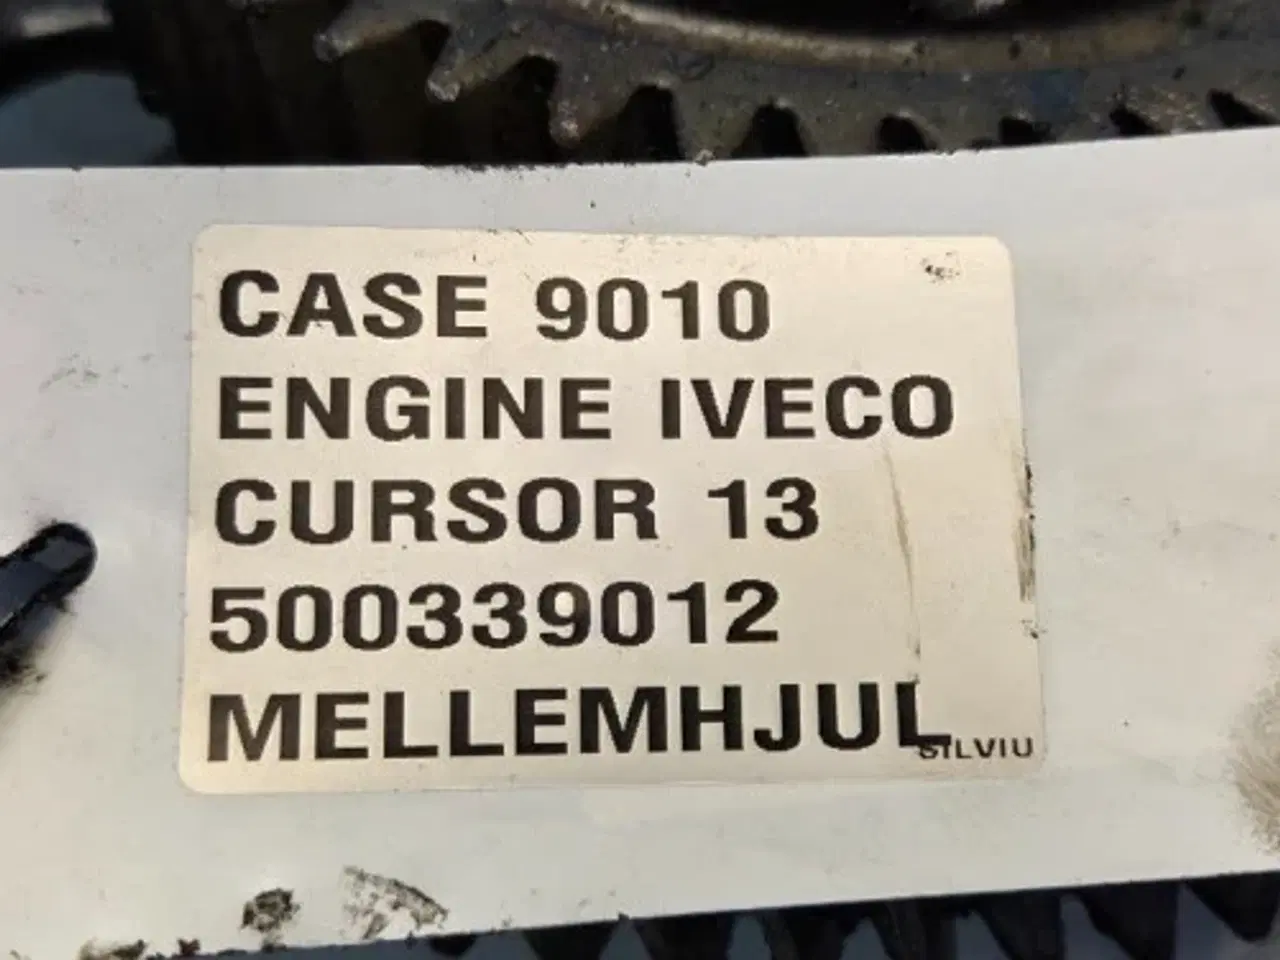 CASE 9010
ENGINE IVECO
CURSOR 13
500339012
MELLEMHJUL
SILVIU